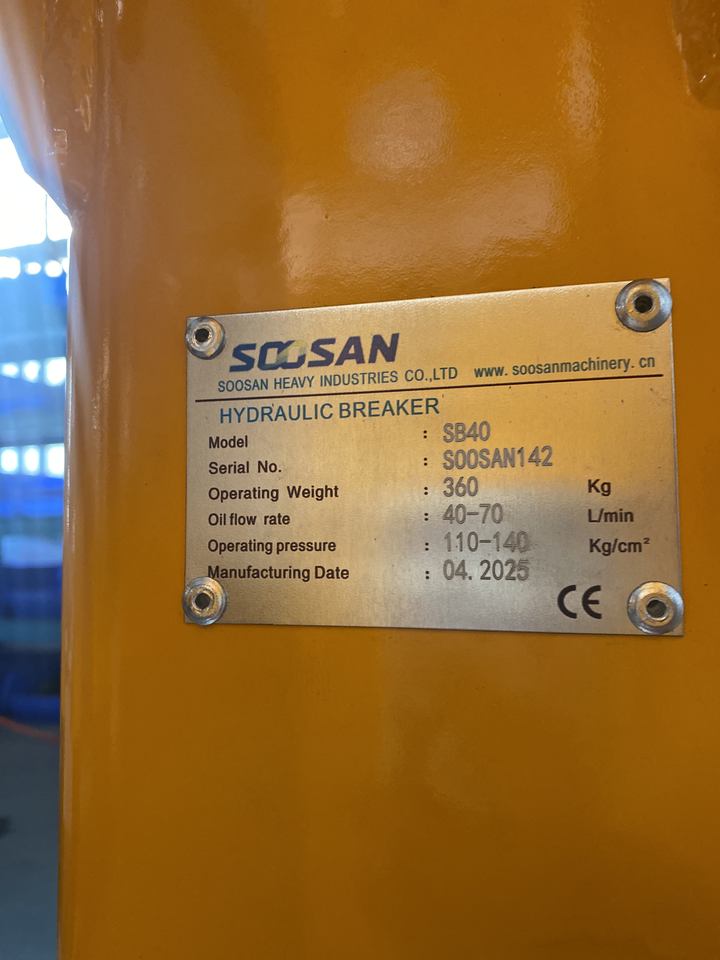 SOOSAN
SOOSAN HEAVY INDUSTRIES CO.,LTD www.soosanmachinery.cn
HYDRAULIC BREAKER
Model : SB40
Serial No. : SOOSAN142
Operating Weight : 360 Kg
Oil flow rate : 40-70 L/min
Operating pressure : 110-140 Kg/cm²
Manufacturing Date : 04.2025
CE